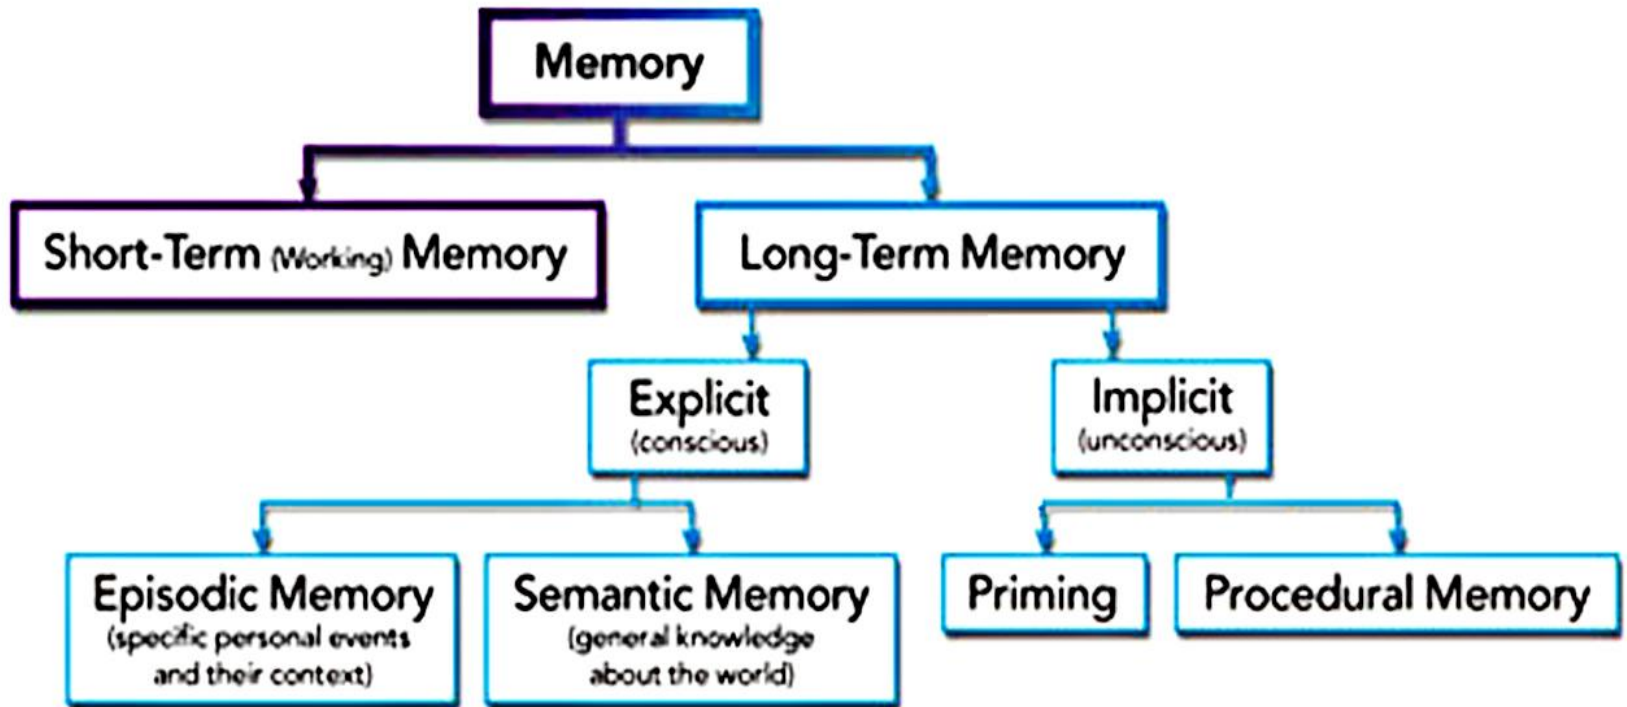 Memory
Short-Term (Working) Memory
Long-Term Memory
Explicit
(conscious)
Implicit
(unconscious)
Episodic Memory
(specific personal events
and their context)
Semantic Memory
(general knowledge
about the world)
Priming
Procedural Memory